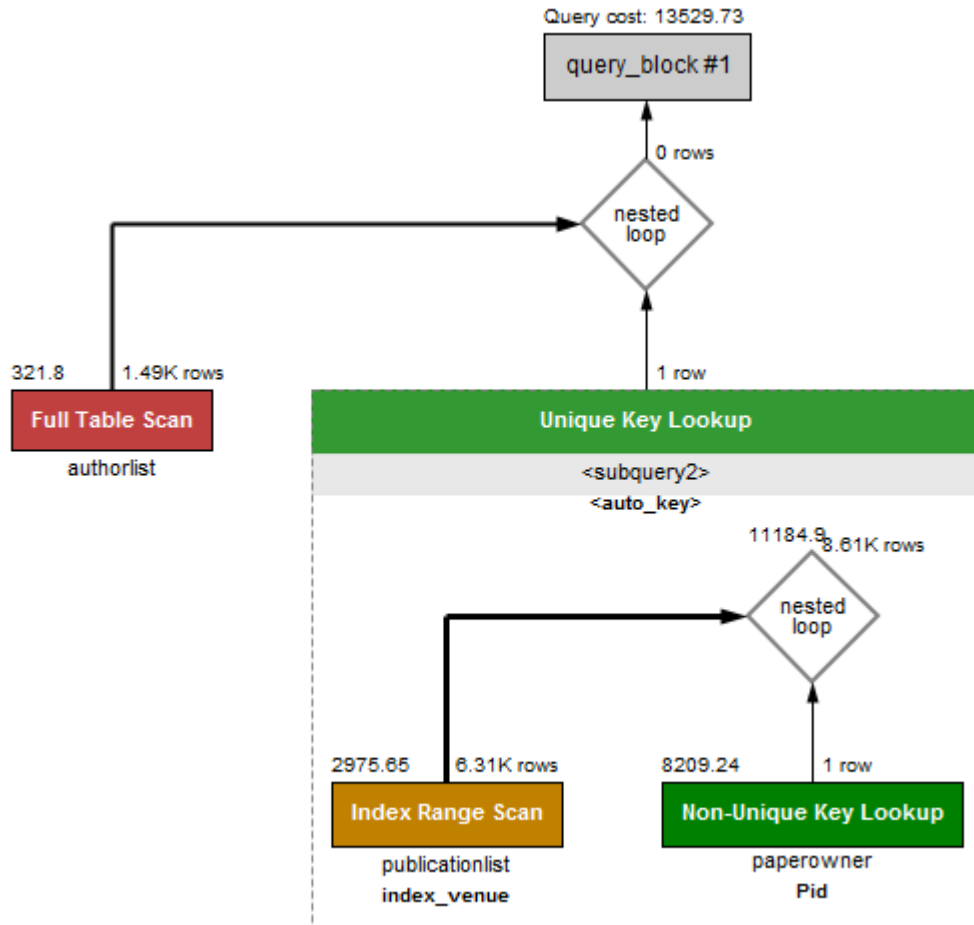 Query cost: 13529.73
query_block #1
0 rows
nested
loop
321.8
1.49K rows
1 row
Full Table Scan
authorlist
Unique Key Lookup
<subquery2>
<auto_key>
11184.9
8.61K rows
nested
loop
2975.65
6.31K rows
8209.24
1 row
Index Range Scan
Non-Unique Key Lookup
publicationlist
index_venue
paperowner
Pid